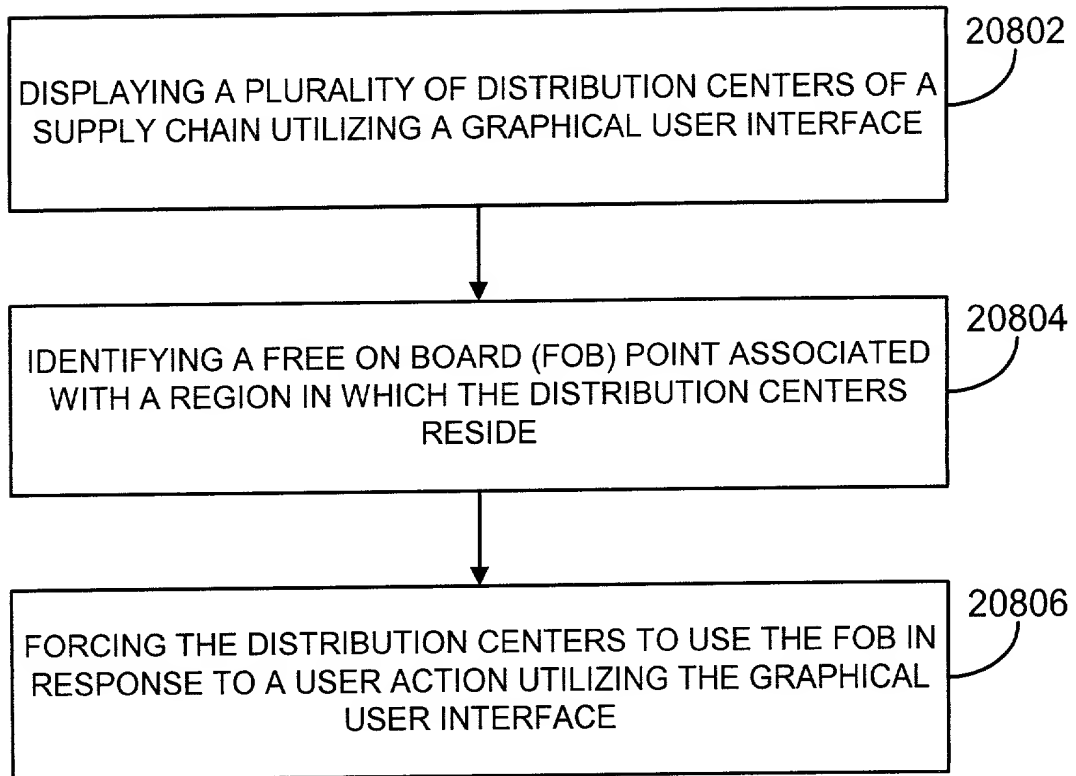 20802
DISPLAYING A PLURALITY OF DISTRIBUTION CENTERS OF A
SUPPLY CHAIN UTILIZING A GRAPHICAL USER INTERFACE
20804
IDENTIFYING A FREE ON BOARD (FOB) POINT ASSOCIATED
WITH A REGION IN WHICH THE DISTRIBUTION CENTERS
RESIDE
20806
FORCING THE DISTRIBUTION CENTERS TO USE THE FOB IN
RESPONSE TO A USER ACTION UTILIZING THE GRAPHICAL
USER INTERFACE